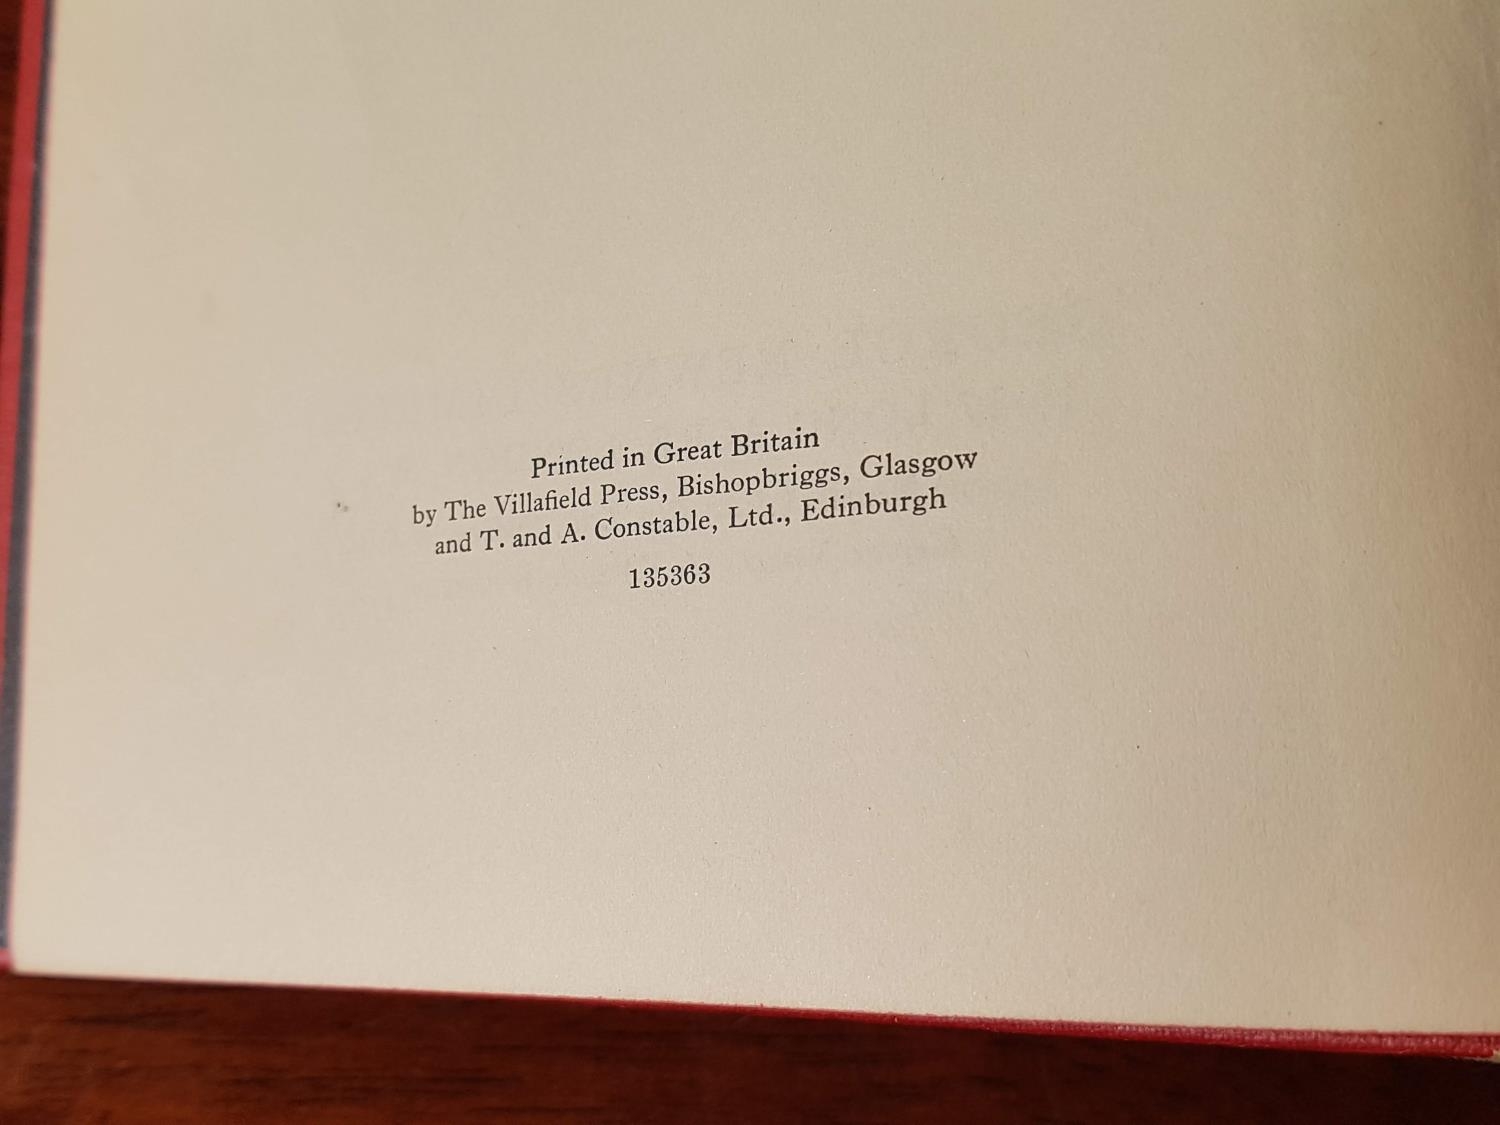 Printed in Great Britain
by The Villafield Press, Bishopbriggs, Glasgow
and T. and A. Constable, Ltd., Edinburgh
135363